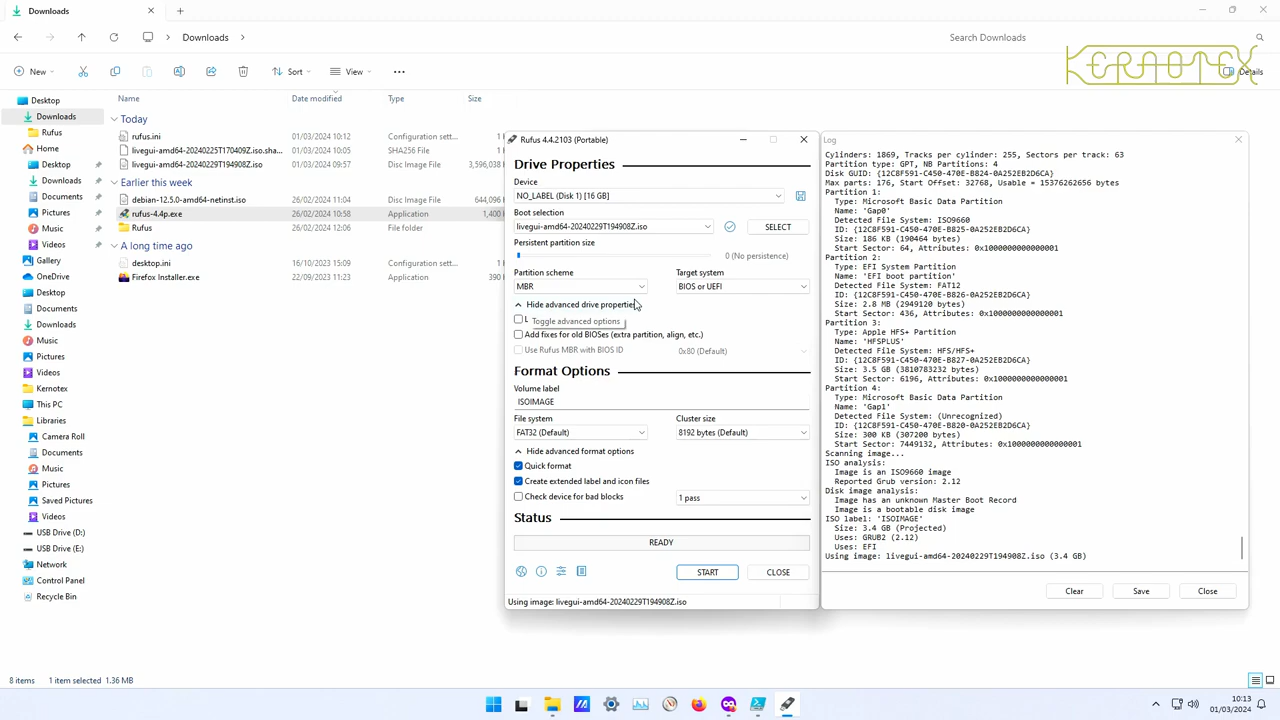 Downloads
Downloads
Search Downloads
New
Sort
View
Details
KERNOTEX
Desktop
Downloads
Rufus
Home
Desktop
Downloads
Documents
Pictures
Music
Videos
Gallery
OneDrive
Desktop
Documents
Downloads
Music
Pictures
Videos
Kernotex
This PC
Libraries
Camera Roll
Documents
Music
Pictures
Saved Pictures
Videos
USB Drive (D:)
USB Drive (E:)
Network
Control Panel
Recycle Bin
Name Date modified Type Size
Today
rufus.ini 01/03/2024 10:12 Configuration sett... 1
livegui-amd64-20240225T170409Z.iso.sha... 01/03/2024 10:05 SHA256 File 1
livegui-amd64-20240229T194908Z.iso 01/03/2024 09:57 Disc Image File 3,596,038
Earlier this week
debian-12.5.0-amd64-netinst.iso 26/02/2024 11:04 Disc Image File 644,096
rufus-4.4p.exe 26/02/2024 10:58 Application 1,400
Rufus 26/02/2024 12:06 File folder
A long time ago
desktop.ini 16/10/2023 15:09 Configuration sett... 1
Firefox Installer.exe 22/09/2023 11:23 Application 390
Rufus 4.4.2103 (Portable)
Drive Properties
Device
NO_LABEL (Disk 1) [16 GB]
Boot selection
livegui-amd64-20240229T194908Z.iso SELECT
Persistent partition size
0 (No persistence)
Partition scheme Target system
MBR BIOS or UEFI
Hide advanced drive properties
L
Toggle advanced options
Add fixes for old BIOSes (extra partition, align, etc.)
Use Rufus MBR with BIOS ID 0x80 (Default)
Format Options
Volume label
ISOIMAGE
File system Cluster size
FAT32 (Default) 8192 bytes (Default)
Hide advanced format options
Quick format
Create extended label and icon files
Check device for bad blocks 1 pass
Status
READY
START CLOSE
Using image: livegui-amd64-20240229T194908Z.iso
Log
Cylinders: 1869, Tracks per cylinder: 255, Sectors per track: 63
Partition type: GPT, NB Partitions: 4
Disk GUID: {12C8F591-C450-470E-B824-0A252EB2D6CA}
Max parts: 176, Start Offset: 32768, Usable = 15376262656 bytes
Partition 1:
Type: Microsoft Basic Data Partition
Name: 'Gap0'
Detected File System: ISO9660
ID: {12C8F591-C450-470E-B825-0A252EB2D6CA}
Size: 186 KB (190464 bytes)
Start Sector: 64, Attributes: 0x1000000000000001
Partition 2:
Type: EFI System Partition
Name: 'EFI boot partition'
Detected File System: FAT12
ID: {12C8F591-C450-470E-B826-0A252EB2D6CA}
Size: 2.8 MB (2949120 bytes)
Start Sector: 436, Attributes: 0x1000000000000001
Partition 3:
Type: Apple HFS+ Partition
Name: 'HFSPLUS'
Detected File System: HFS/HFS+
ID: {12C8F591-C450-470E-B827-0A252EB2D6CA}
Size: 3.5 GB (3810783232 bytes)
Start Sector: 6196, Attributes: 0x1000000000000001
Partition 4:
Type: Microsoft Basic Data Partition
Name: 'Gap1'
Detected File System: (Unrecognized)
ID: {12C8F591-C450-470E-B820-0A252EB2D6CA}
Size: 300 KB (307200 bytes)
Start Sector: 7449132, Attributes: 0x1000000000000001
Scanning image...
ISO analysis:
Image is an ISO9660 image
Reported Grub version: 2.12
Disk image analysis:
Image has an unknown Master Boot Record
Image is a bootable disk image
ISO label: 'ISOIMAGE'
Size: 3.4 GB (Projected)
Uses: GRUB2 (2.12)
Uses: EFI
Using image: livegui-amd64-20240229T194908Z.iso (3.4 GB)
Clear Save Close
8 items 1 item selected 1.36 MB
10:13
01/03/2024